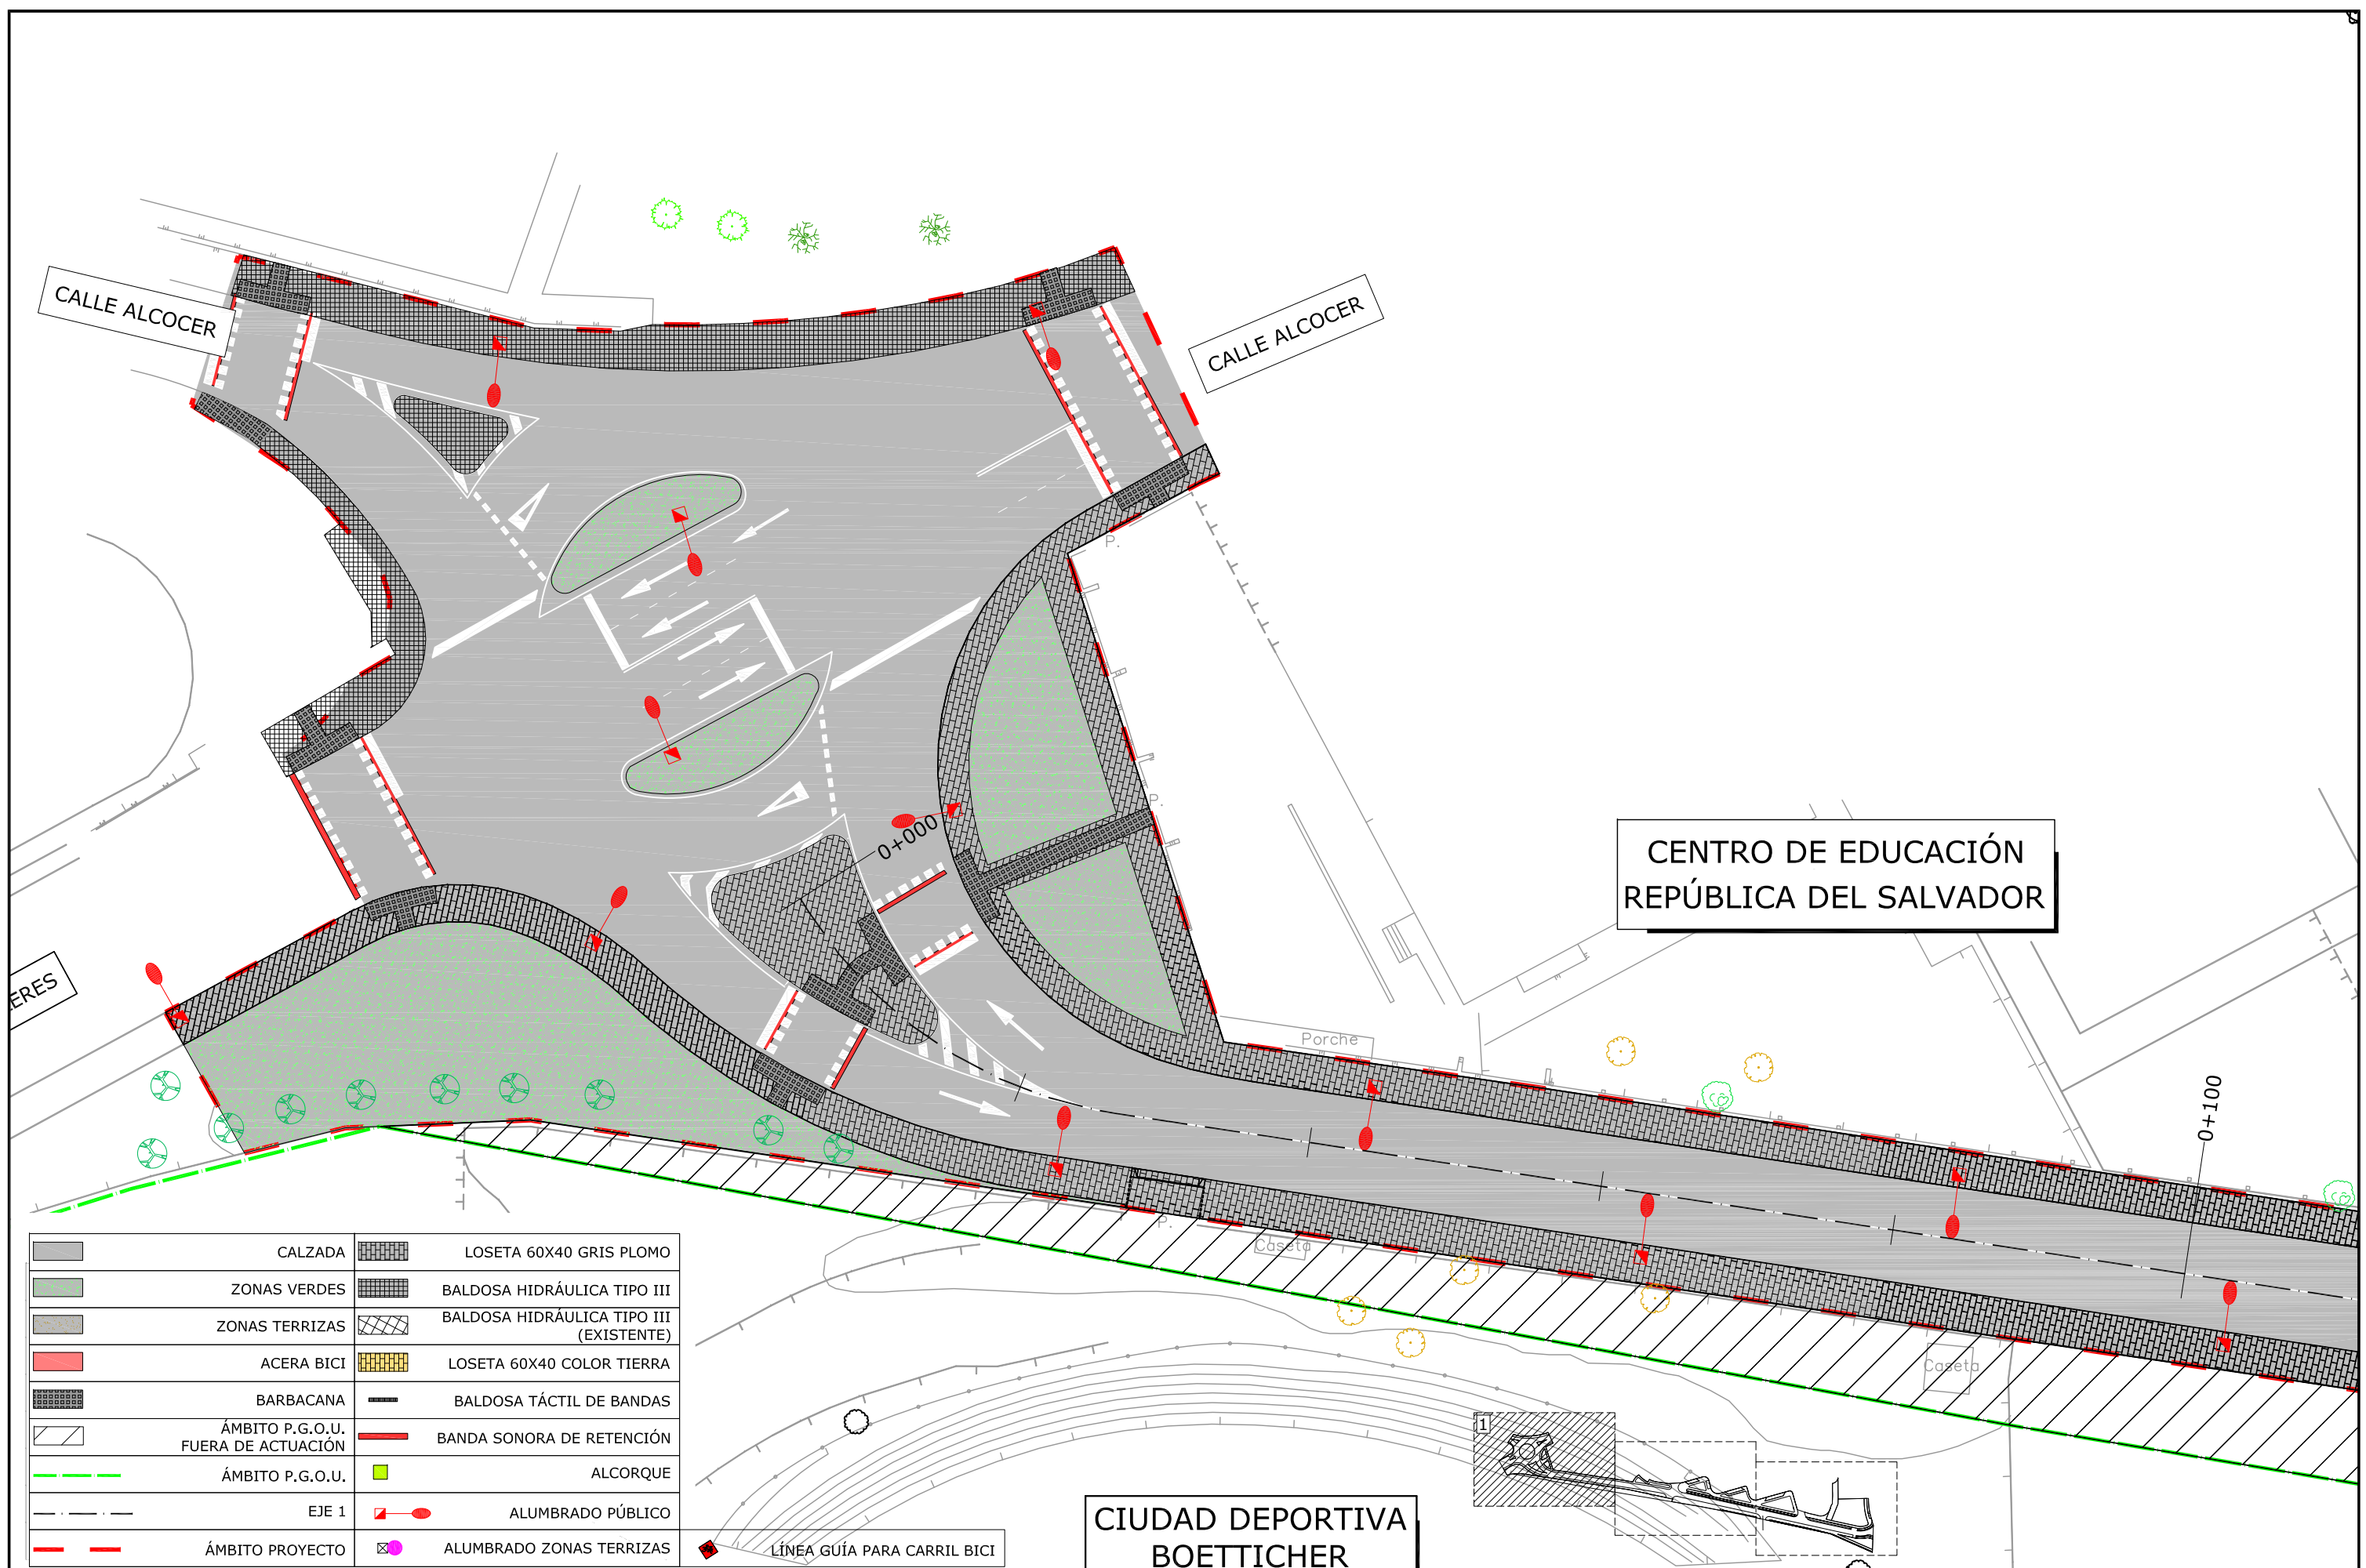 CALLE ALCOCER
CALLE ALCOCER
P.
P.
0+000
CENTRO DE EDUCACIÓN
REPÚBLICA DEL SALVADOR
ERES
Porche
0+100
P.
Caseta
Caseta
CALZADA
LOSETA 60X40 GRIS PLOMO
ZONAS VERDES
BALDOSA HIDRÁULICA TIPO III
ZONAS TERRIZAS
BALDOSA HIDRÁULICA TIPO III
(EXISTENTE)
ACERA BICI
LOSETA 60X40 COLOR TIERRA
BARBACANA
BALDOSA TÁCTIL DE BANDAS
ÁMBITO P.G.O.U.
FUERA DE ACTUACIÓN
BANDA SONORA DE RETENCIÓN
ÁMBITO P.G.O.U.
ALCORQUE
EJE 1
ALUMBRADO PÚBLICO
ÁMBITO PROYECTO
ALUMBRADO ZONAS TERRIZAS
LÍNEA GUÍA PARA CARRIL BICI
1
CIUDAD DEPORTIVA
BOETTICHER